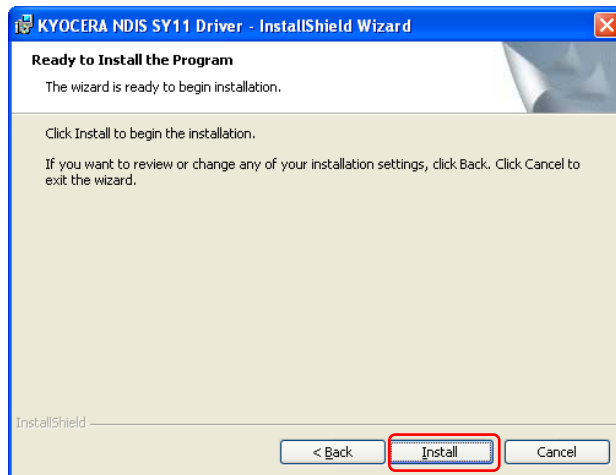 KYOCERA NDIS SY11 Driver - InstallShield Wizard
Ready to Install the Program
The wizard is ready to begin installation.
Click Install to begin the installation.
If you want to review or change any of your installation settings, click Back. Click Cancel to
exit the wizard.
InstallShield
< Back Install Cancel